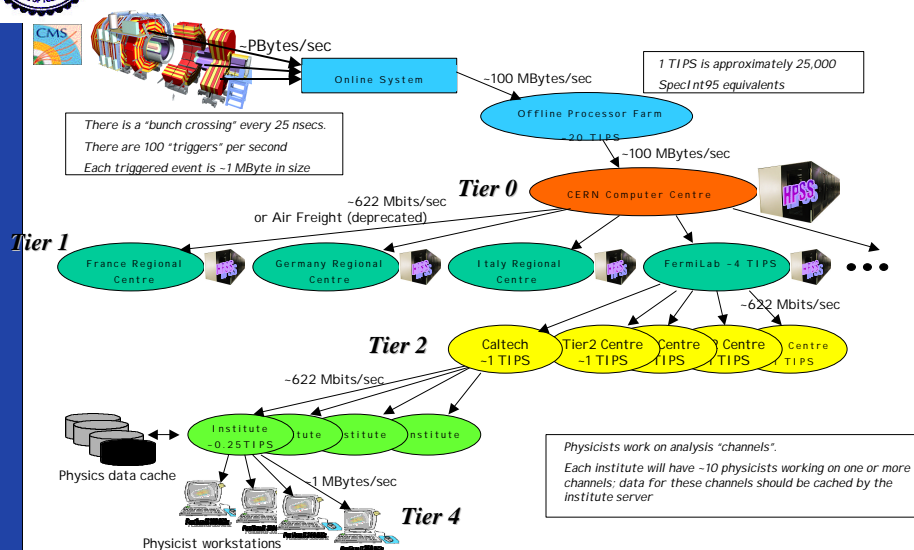 CMS
~PBytes/sec
Online System
~100 MBytes/sec
1 TIPS is approximately 25,000
SpecInt95 equivalents
Offline Processor Farm
~20 TIPS
There is a "bunch crossing" every 25 nsecs.
There are 100 "triggers" per second
Each triggered event is ~1 MByte in size
~100 MBytes/sec
Tier 0
CERN Computer Centre
HPSS
~622 Mbits/sec
or Air Freight (deprecated)
Tier 1
France Regional
Centre
HPSS
Germany Regional
Centre
HPSS
Italy Regional
Centre
HPSS
FermiLab ~4 TIPS
HPSS
~622 Mbits/sec
Tier 2
Caltech
~1 TIPS
Tier2 Centre
~1 TIPS
Centre
TIPS
Centre
TIPS
Centre
TIPS
~622 Mbits/sec
Institute
~0.25TIPS
tute
stitute
nstitute
Physics data cache
~1 MBytes/sec
Physicists work on analysis "channels".
Each institute will have ~10 physicists working on one or more
channels; data for these channels should be cached by the
institute server
Tier 4
Physicist workstations